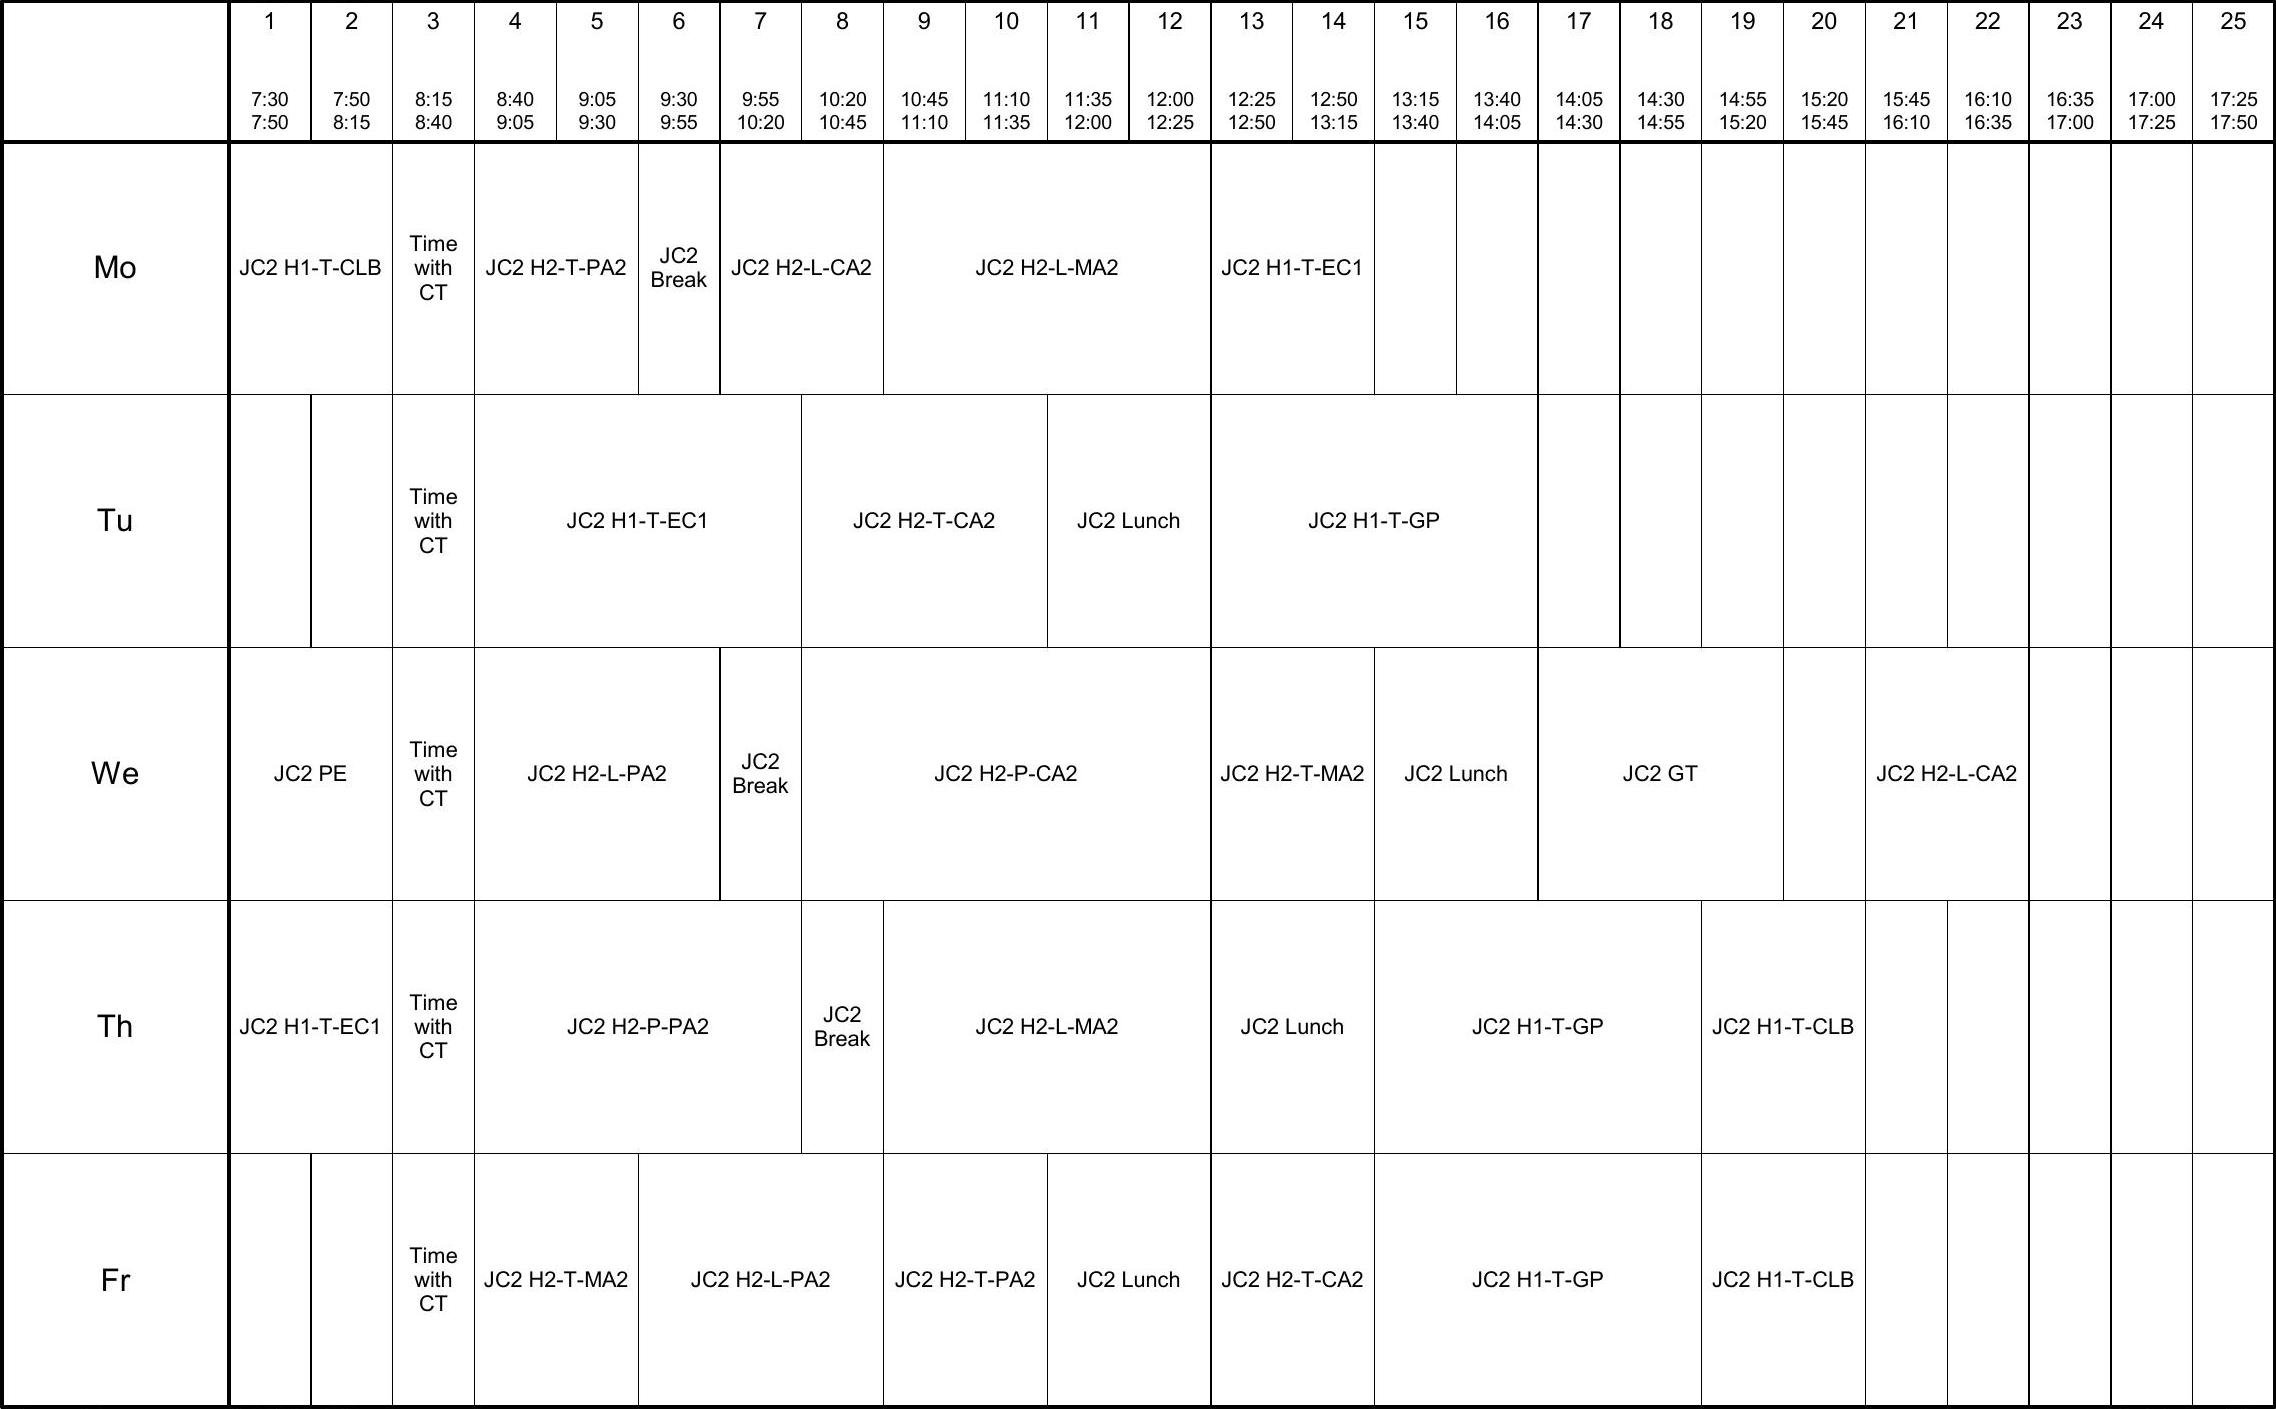 1 2 3 4 5 6 7 8 9 10 11 12 13 14 15 16 17 18 19 20 21 22 23 24 25
7:30 7:50 8:15 8:40 9:05 9:30 9:55 10:20 10:45 11:10 11:35 12:00 12:25 12:50 13:15 13:40 14:05 14:30 14:55 15:20 15:45 16:10 16:35 17:00 17:25
7:50 8:15 8:40 9:05 9:30 9:55 10:20 10:45 11:10 11:35 12:00 12:25 12:50 13:15 13:40 14:05 14:30 14:55 15:20 15:45 16:10 16:35 17:00 17:25 17:50
Mo
JC2 H1-T-CLB
Time
with
CT
JC2 H2-T-PA2
JC2
Break
JC2 H2-L-CA2
JC2 H2-L-MA2
JC2 H1-T-EC1
Tu
Time
with
CT
JC2 H1-T-EC1
JC2 H2-T-CA2
JC2 Lunch
JC2 H1-T-GP
We
JC2 PE
Time
with
CT
JC2 H2-L-PA2
JC2
Break
JC2 H2-P-CA2
JC2 H2-T-MA2
JC2 Lunch
JC2 GT
JC2 H2-L-CA2
Th
JC2 H1-T-EC1
Time
with
CT
JC2 H2-P-PA2
JC2
Break
JC2 H2-L-MA2
JC2 Lunch
JC2 H1-T-GP
JC2 H1-T-CLB
Fr
Time
with
CT
JC2 H2-T-MA2
JC2 H2-L-PA2
JC2 H2-T-PA2
JC2 Lunch
JC2 H2-T-CA2
JC2 H1-T-GP
JC2 H1-T-CLB